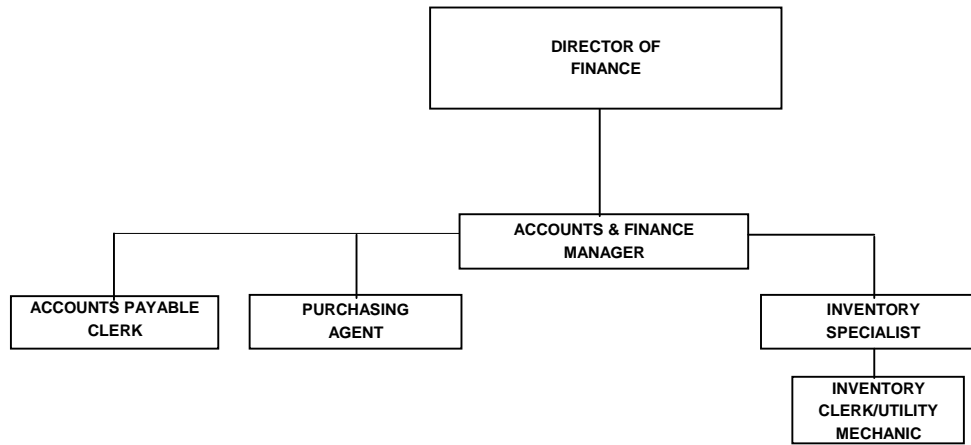 DIRECTOR OF
FINANCE
ACCOUNTS & FINANCE
MANAGER
ACCOUNTS PAYABLE
CLERK
PURCHASING
AGENT
INVENTORY
SPECIALIST
INVENTORY
CLERK/UTILITY
MECHANIC